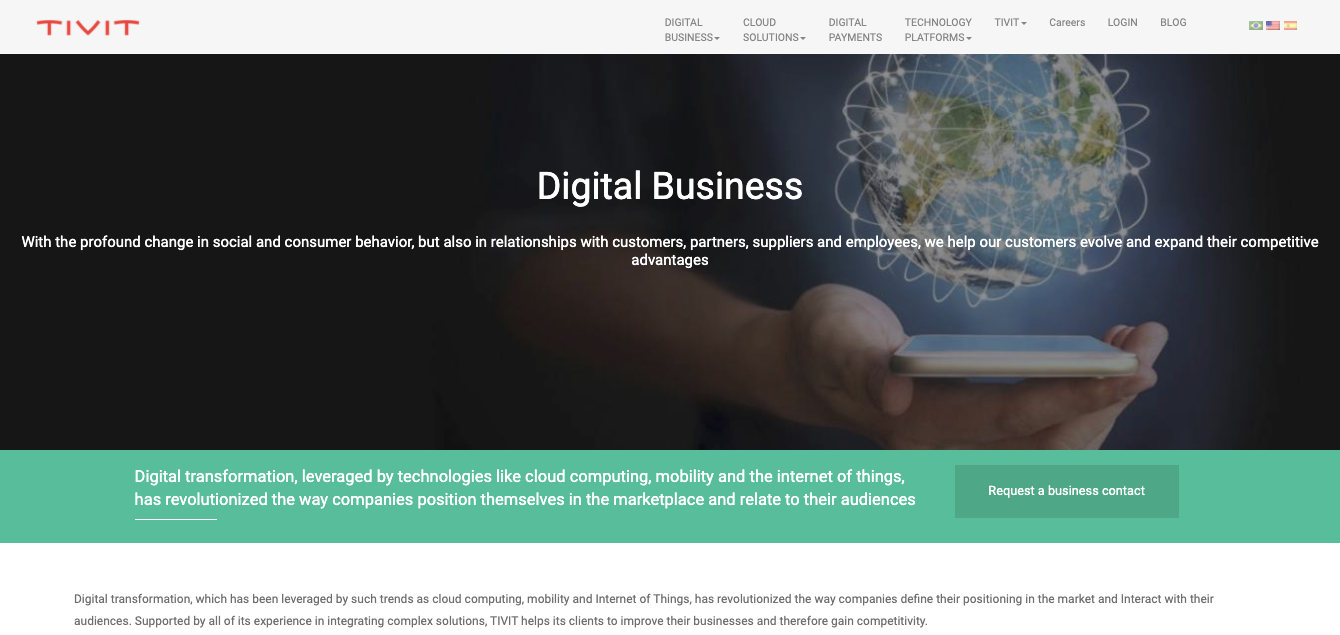 TIVIT
DIGITAL BUSINESS
CLOUD SOLUTIONS
DIGITAL PAYMENTS
TECHNOLOGY PLATFORMS
TIVIT
Careers
LOGIN
BLOG
Digital Business
With the profound change in social and consumer behavior, but also in relationships with customers, partners, suppliers and employees, we help our customers evolve and expand their competitive
advantages
Digital transformation, leveraged by technologies like cloud computing, mobility and the internet of things,
has revolutionized the way companies position themselves in the marketplace and relate to their audiences
Request a business contact
Digital transformation, which has been leveraged by such trends as cloud computing, mobility and Internet of Things, has revolutionized the way companies define their positioning in the market and Interact with their
audiences. Supported by all of its experience in integrating complex solutions, TIVIT helps its clients to improve their businesses and therefore gain competitivity.